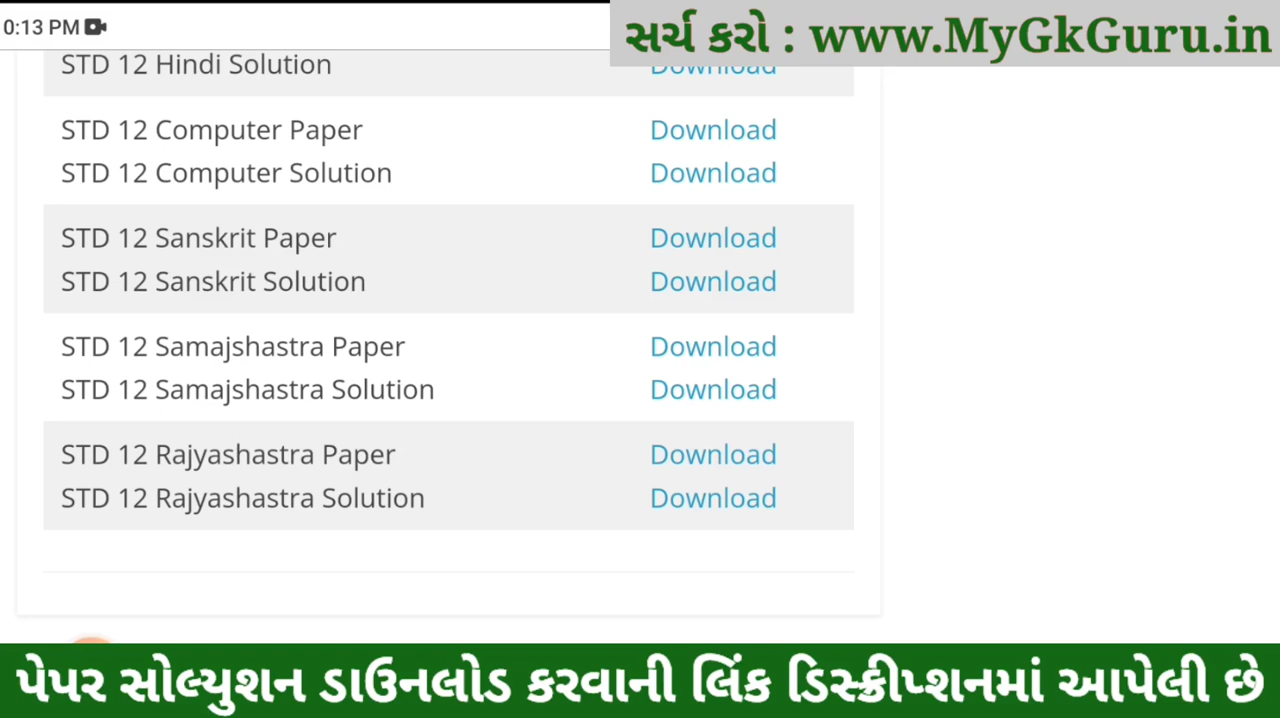 0:13 PM
સર્ચ કરો : www.MyGkGuru.in
STD 12 Hindi Solution Download
STD 12 Computer Paper Download
STD 12 Computer Solution Download
STD 12 Sanskrit Paper Download
STD 12 Sanskrit Solution Download
STD 12 Samajshastra Paper Download
STD 12 Samajshastra Solution Download
STD 12 Rajyashastra Paper Download
STD 12 Rajyashastra Solution Download
પેપર સોલ્યુશન ડાઉનલોડ કરવાની લિંક ડિસ્ક્રીપ્શનમાં આપેલી છે